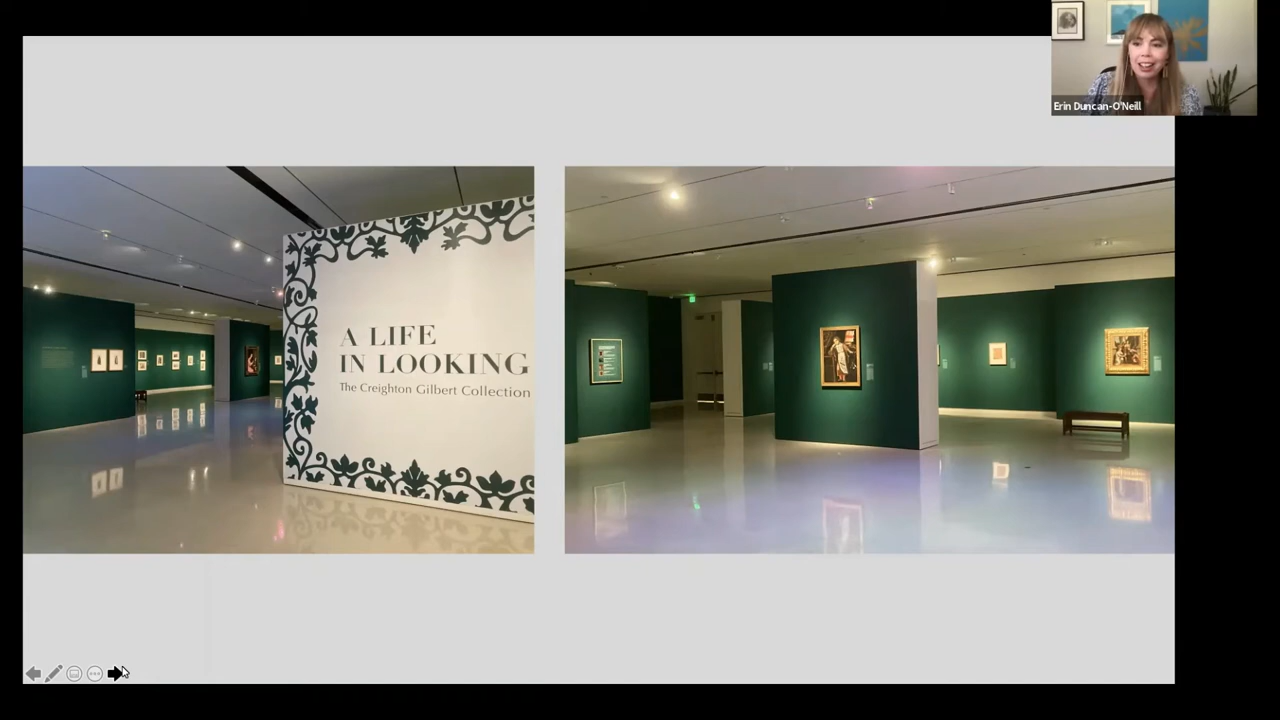 Erin Duncan-O'Neill
A LIFE
IN LOOKING
The Creighton Gilbert Collection